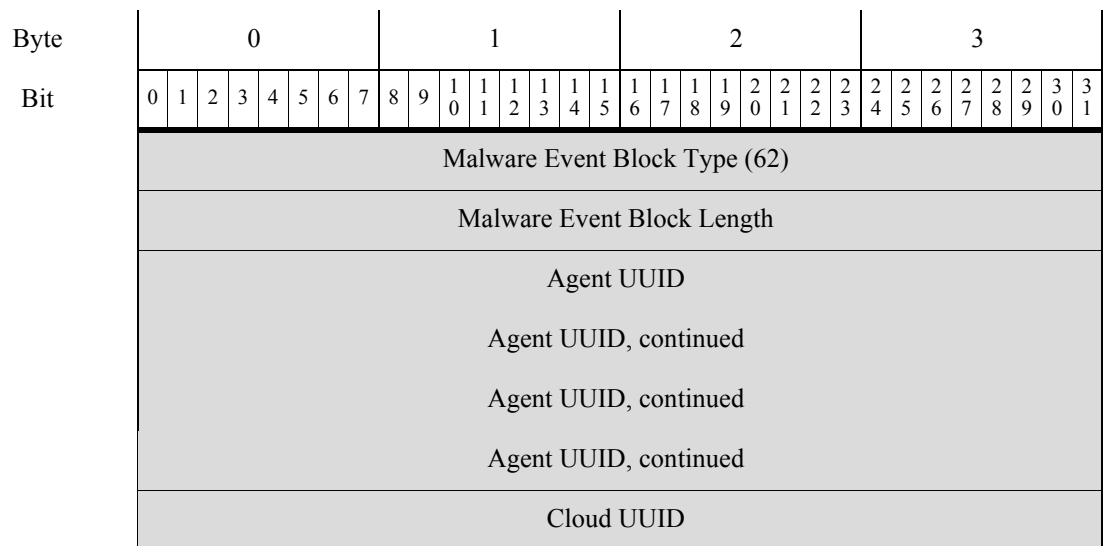 Byte 0 1 2 3
Bit 0 1 2 3 4 5 6 7 8 9 10 11 12 13 14 15 16 17 18 19 20 21 22 23 24 25 26 27 28 29 30 31
Malware Event Block Type (62)
Malware Event Block Length
Agent UUID
Agent UUID, continued
Agent UUID, continued
Agent UUID, continued
Cloud UUID